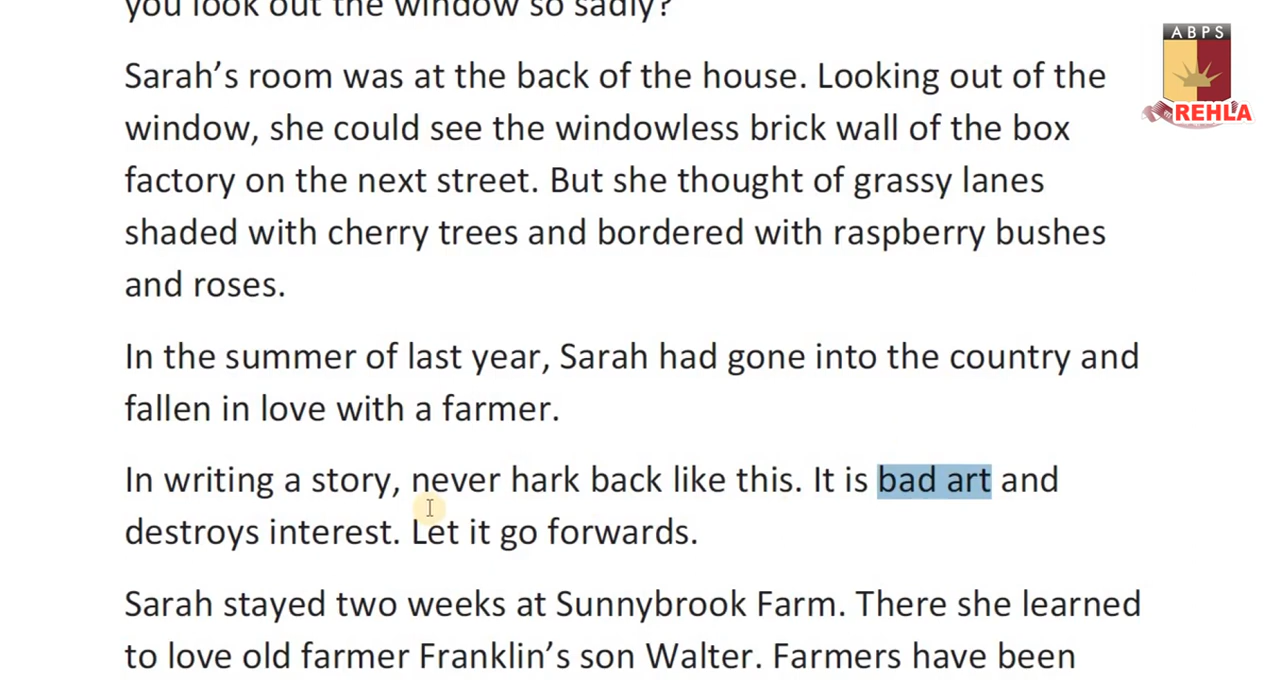 you look out the window so sadly?
ABPS
REHLA
Sarah’s room was at the back of the house. Looking out of the
window, she could see the windowless brick wall of the box
factory on the next street. But she thought of grassy lanes
shaded with cherry trees and bordered with raspberry bushes
and roses.
In the summer of last year, Sarah had gone into the country and
fallen in love with a farmer.
In writing a story, never hark back like this. It is bad art and
destroys interest. Let it go forwards.
Sarah stayed two weeks at Sunnybrook Farm. There she learned
to love old farmer Franklin’s son Walter. Farmers have been